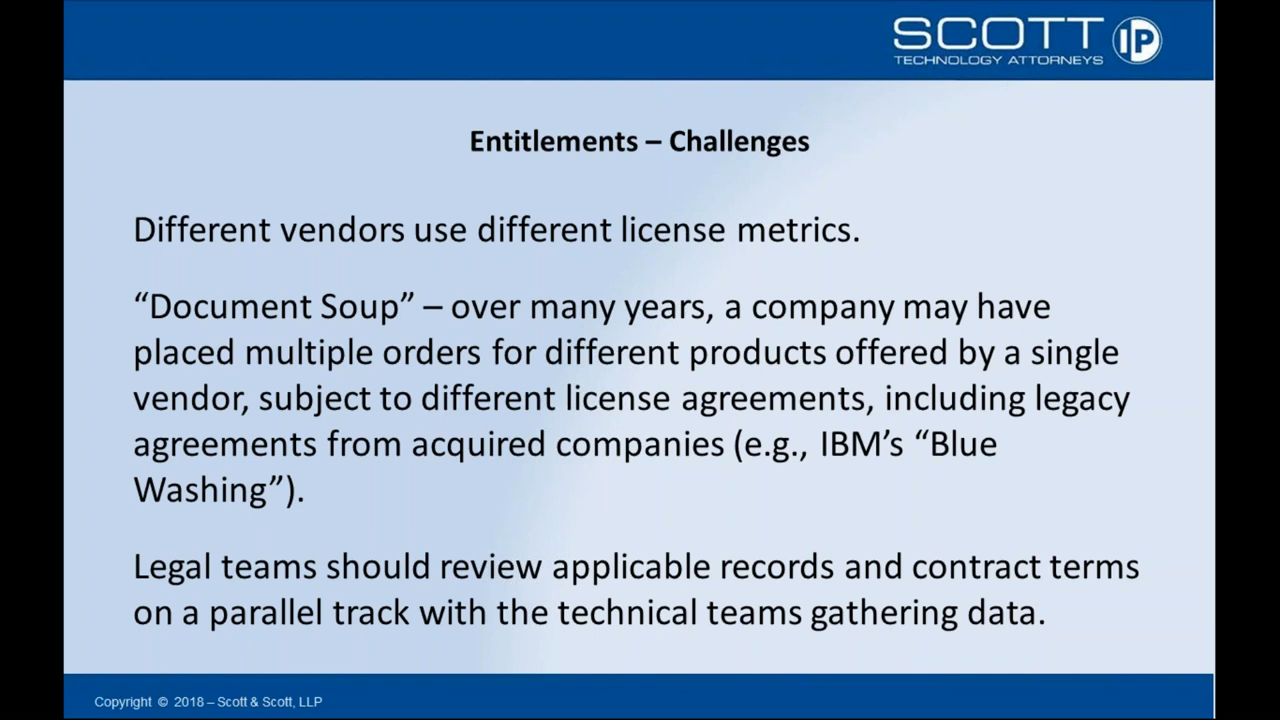 SCOTT
IP
TECHNOLOGY ATTORNEYS
Entitlements – Challenges
Different vendors use different license metrics.
“Document Soup” – over many years, a company may have
placed multiple orders for different products offered by a single
vendor, subject to different license agreements, including legacy
agreements from acquired companies (e.g., IBM’s “Blue
Washing”).
Legal teams should review applicable records and contract terms
on a parallel track with the technical teams gathering data.
Copyright © 2018 – Scott & Scott, LLP